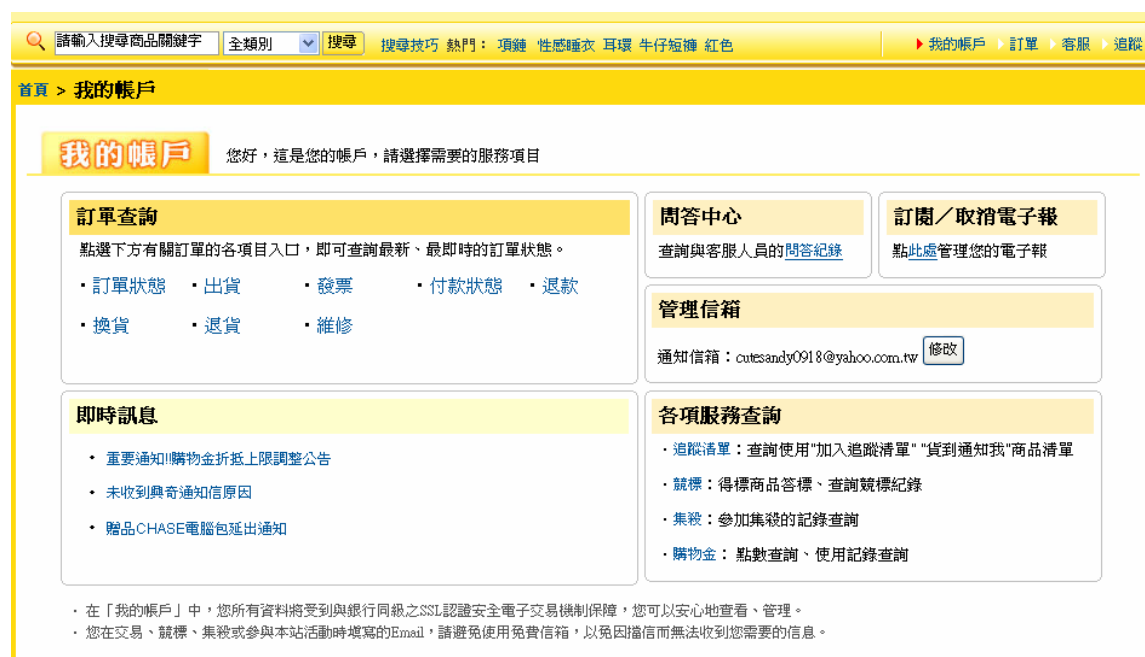 請輸入搜尋商品關鍵字 全類別 搜尋 搜尋技巧 熱門： 項鍊 性感睡衣 耳環 牛仔短褲 紅色 我的帳戶 訂單 客服 追蹤
首頁 > 我的帳戶
我的帳戶 您好，這是您的帳戶，請選擇需要的服務項目
訂單查詢
點選下方有關訂單的各項目入口，即可查詢最新、最即時的訂單狀態。
・訂單狀態 ・出貨 ・發票 ・付款狀態 ・退款
・換貨 ・退貨 ・維修
問答中心
查詢與客服人員的問答紀錄
訂閱／取消電子報
點此處管理您的電子報
管理信箱
通知信箱：cutesandy0918@yahoo.com.tw 修改
即時訊息
• 重要通知!!購物金折抵上限調整公告
• 未收到興奇通知信原因
• 贈品CHASE電腦包延出通知
各項服務查詢
・追蹤清單：查詢使用"加入追蹤清單" "貨到通知我"商品清單
・競標：得標商品答標、查詢競標紀錄
・集殺：參加集殺的記錄查詢
・購物金： 點數查詢、使用記錄查詢
・ 在「我的帳戶」中，您所有資料將受到與銀行同級之SSL認證安全電子交易機制保障，您可以安心地查看、管理。
・ 您在交易、競標、集殺或參與本站活動時填寫的Email，請避免使用免費信箱，以免因擋信而無法收到您需要的信息。